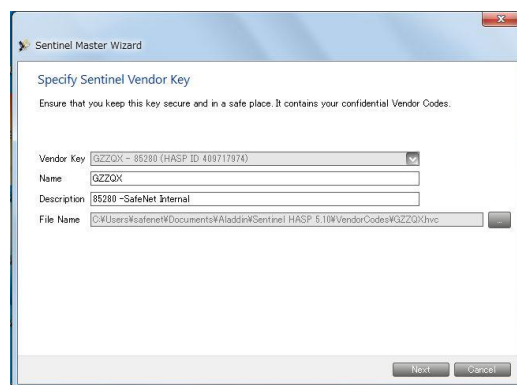 Sentinel Master Wizard
Specify Sentinel Vendor Key
Ensure that you keep this key secure and in a safe place. It contains your confidential Vendor Codes.
Vendor Key GZZQX - 85280 (HASP ID 409717974)
Name GZZQX
Description 85280 -SafeNet Internal
File Name C:¥Users¥safenet¥Documents¥Aladdin¥Sentinel HASP 5.10¥VendorCodes¥GZZQX.hvc ...
Next Cancel